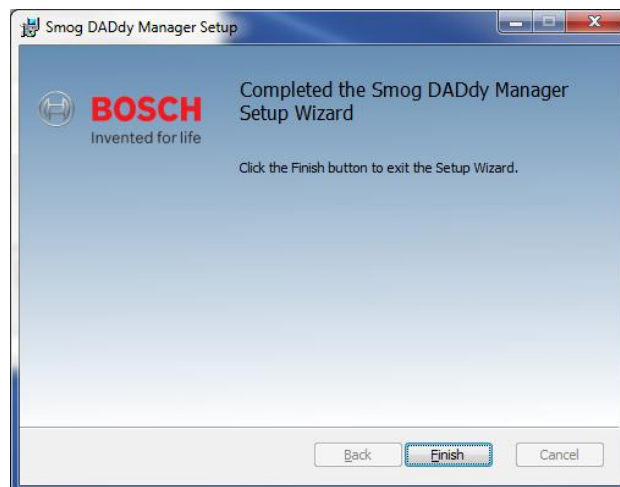 Smog DADdy Manager Setup
BOSCH
Invented for life
Completed the Smog DADdy Manager
Setup Wizard
Click the Finish button to exit the Setup Wizard.
Back
Finish
Cancel